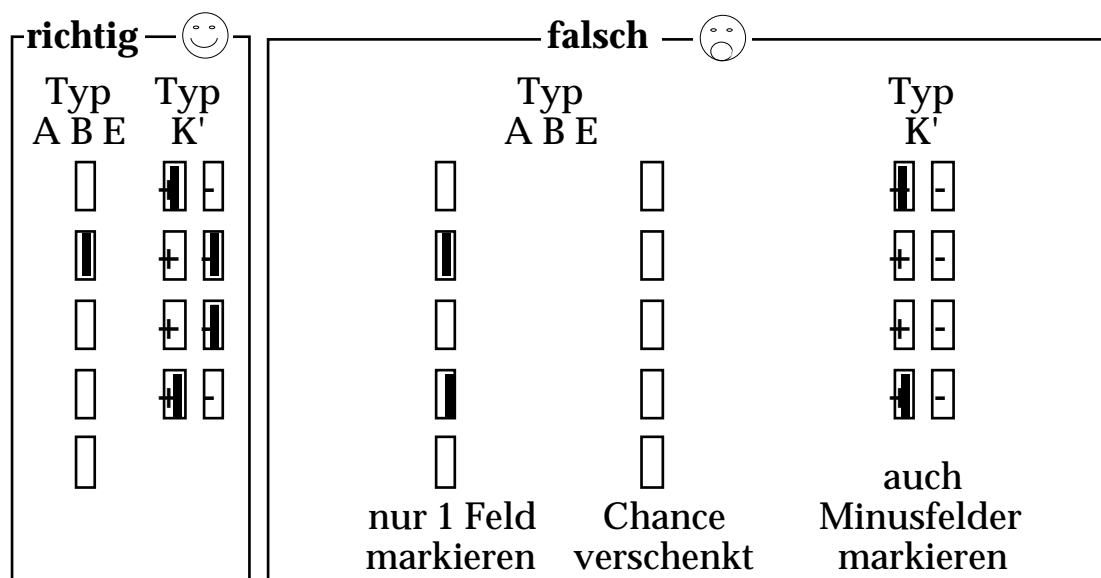 richtig
Typ Typ
A B E K'
+ -
+ -
+ -
+ -
falsch
Typ
A B E
nur 1 Feld
markieren
Chance
verschenkt
Typ
K'
+ -
+ -
+ -
+ -
auch
Minusfelder
markieren